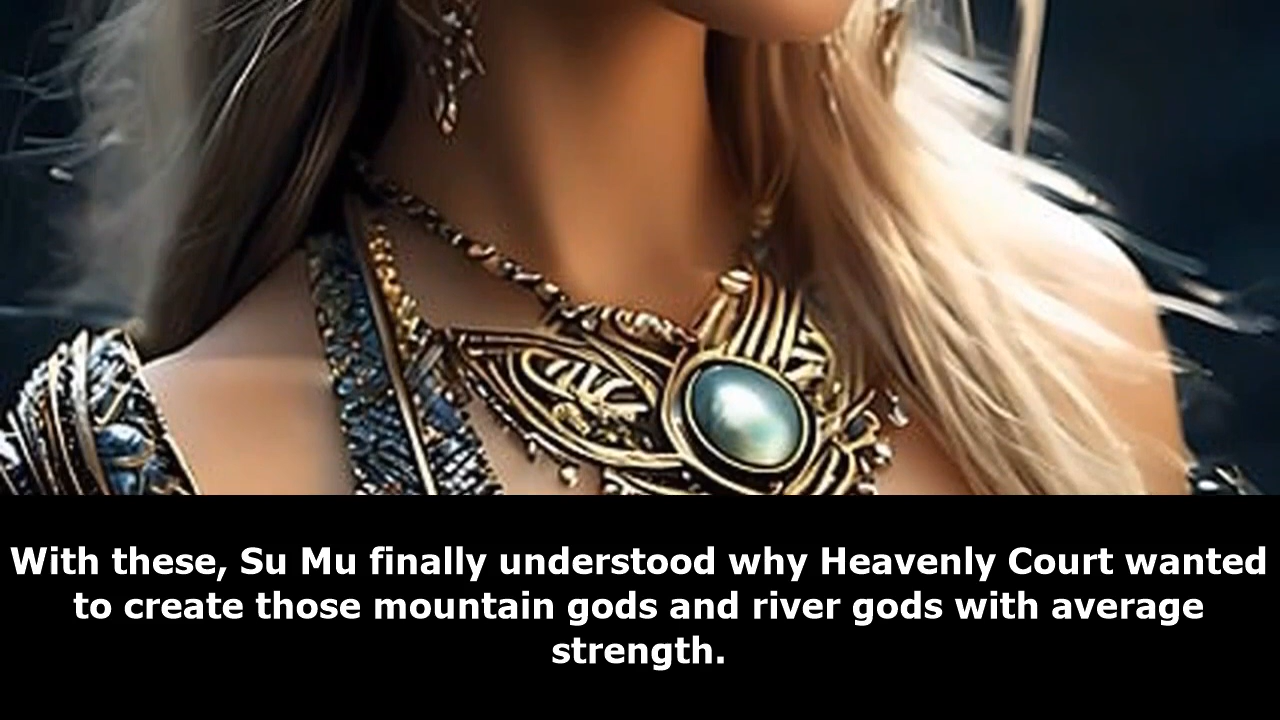 With these, Su Mu finally understood why Heavenly Court wanted
to create those mountain gods and river gods with average
strength.